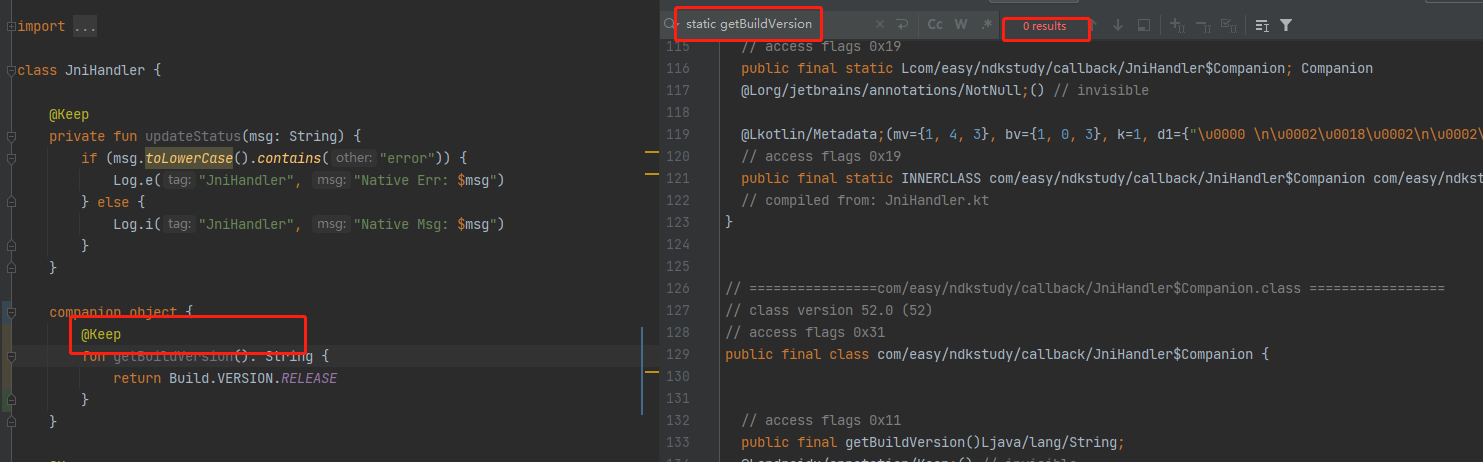 import ...
class JniHandler {
@Keep
private fun updateStatus(msg: String) {
if (msg.toLowerCase().contains( other: "error")) {
Log.e( tag: "JniHandler", msg: "Native Err: $msg")
} else {
Log.i( tag: "JniHandler", msg: "Native Msg: $msg")
}
}
companion object {
@Keep
fun getBuildVersion(): String {
return Build.VERSION.RELEASE
}
}
static getBuildVersion
Cc W .*
0 results
115 // access flags 0x19
116 public final static Lcom/easy/ndkstudy/callback/JniHandler$Companion; Companion
117 @Lorg/jetbrains/annotations/NotNull;() // invisible
118
119 @Lkotlin/Metadata;(mv={1, 4, 3}, bv={1, 0, 3}, k=1, d1={"\u0000 \n\u0002\u0018\u0002\n\u0002\
120 // access flags 0x19
121 public final static INNERCLASS com/easy/ndkstudy/callback/JniHandler$Companion com/easy/ndkst
122 // compiled from: JniHandler.kt
123 }
124
125
126 // ================com/easy/ndkstudy/callback/JniHandler$Companion.class =================
127 // class version 52.0 (52)
128 // access flags 0x31
129 public final class com/easy/ndkstudy/callback/JniHandler$Companion {
130
131
132 // access flags 0x11
133 public final getBuildVersion()Ljava/lang/String;